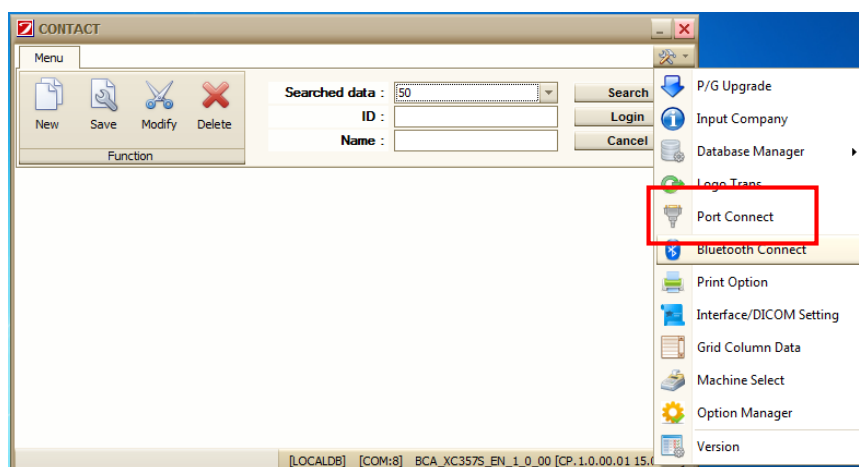 CONTACT
Menu
New Save Modify Delete
Function
Searched data : 50
ID :
Name :
Search
Login
Cancel
P/G Upgrade
Input Company
Database Manager
Logo Trans
Port Connect
Bluetooth Connect
Print Option
Interface/DICOM Setting
Grid Column Data
Machine Select
Option Manager
Version
[LOCALDB] [COM:8] BCA_XC357S_EN_1_0_00 [CP.1.0.00.01 15.0